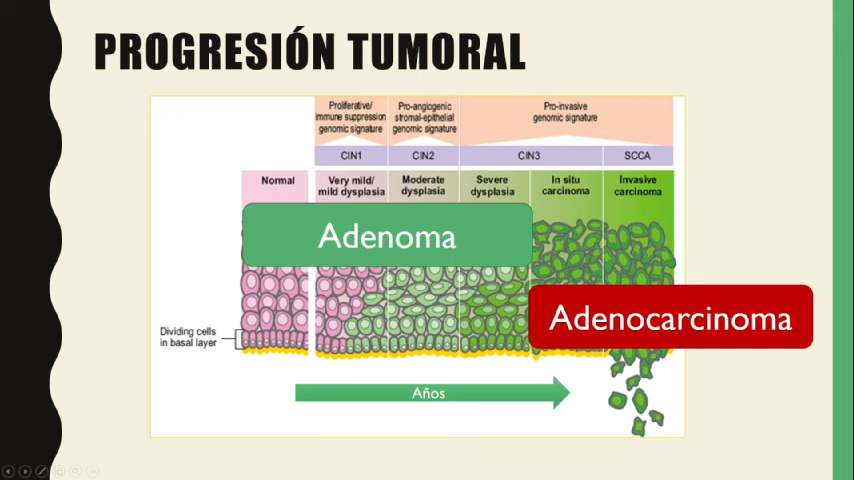 PROGRESIÓN TUMORAL
Proliferative/
immune suppression
genomic signature
Pro-angiogenic
stromal-epithelial
genomic signature
Pro-invasive
genomic signature
CIN1
CIN2
CIN3
SCCA
Normal
Very mild/
mild dysplasia
Moderate
dysplasia
Severe
dysplasia
In situ
carcinoma
Invasive
carcinoma
Adenoma
Adenocarcinoma
Dividing cells
in basal layer
Años